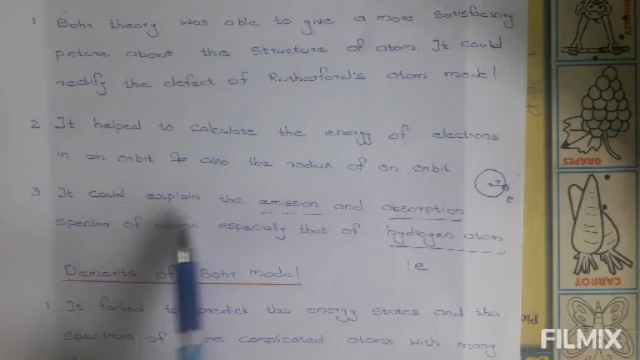 1 Bohr theory was able to give a more satisfactory
picture about the structure of atom. It could
rectify the defect of Rutherford's atom model
2 It helped to calculate the energy of electrons
in an orbit & also the radius of an orbit
3 It could explain the emission and absorption
spectra of especially that of hydrogen atom
1e
Demerits of Bohr model
1 It failed to predict the energy states and the
spectrum of complicated atoms with many
GRAPES
FILMIX